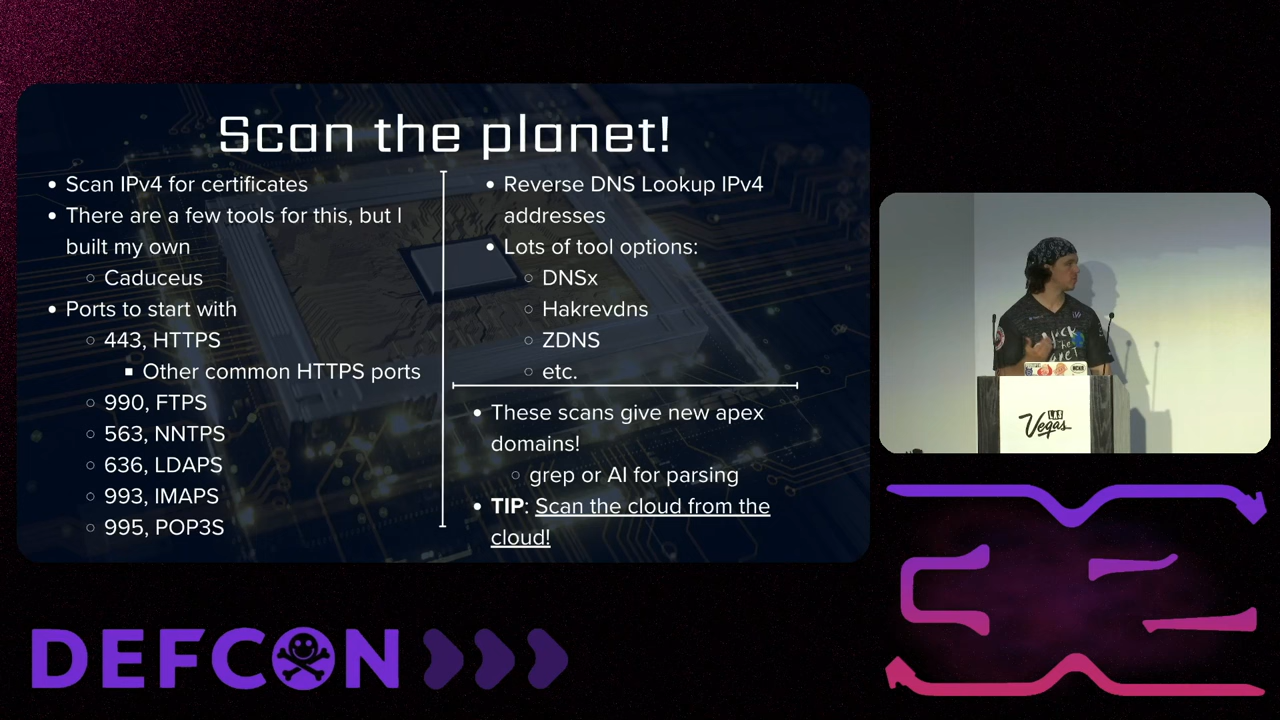 Scan the planet!
• Scan IPv4 for certificates
• There are a few tools for this, but I
built my own
○ Caduceus
• Ports to start with
○ 443, HTTPS
▪ Other common HTTPS ports
○ 990, FTPS
○ 563, NNTPS
○ 636, LDAPS
○ 993, IMAPS
○ 995, POP3S
• Reverse DNS Lookup IPv4
addresses
• Lots of tool options:
○ DNSx
○ Hakrevdns
○ ZDNS
○ etc.
• These scans give new apex
domains!
○ grep or AI for parsing
• TIP: Scan the cloud from the
cloud!
LAS
Vegas
DEFCON